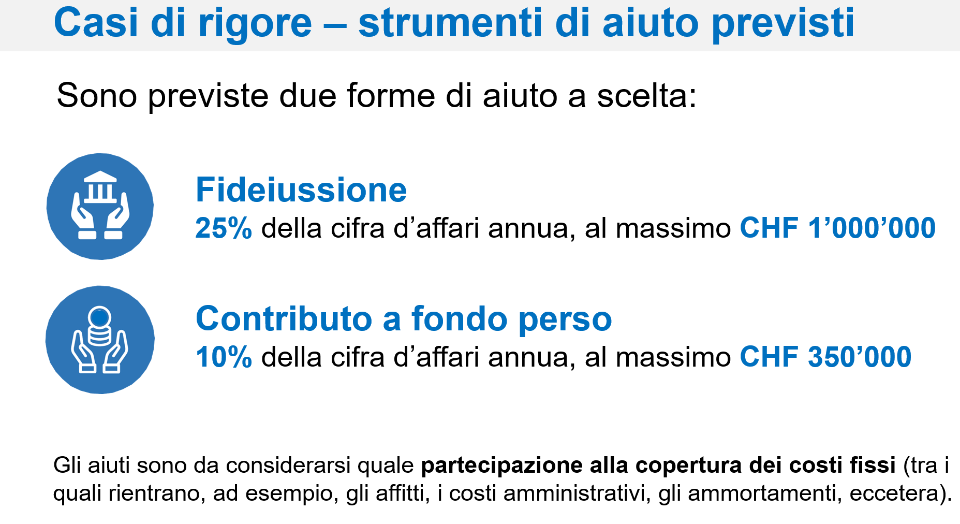 Casi di rigore – strumenti di aiuto previsti
Sono previste due forme di aiuto a scelta:
Fideiussione
25% della cifra d’affari annua, al massimo CHF 1’000’000
Contributo a fondo perso
10% della cifra d’affari annua, al massimo CHF 350’000
Gli aiuti sono da considerarsi quale partecipazione alla copertura dei costi fissi (tra i
quali rientrano, ad esempio, gli affitti, i costi amministrativi, gli ammortamenti, eccetera).